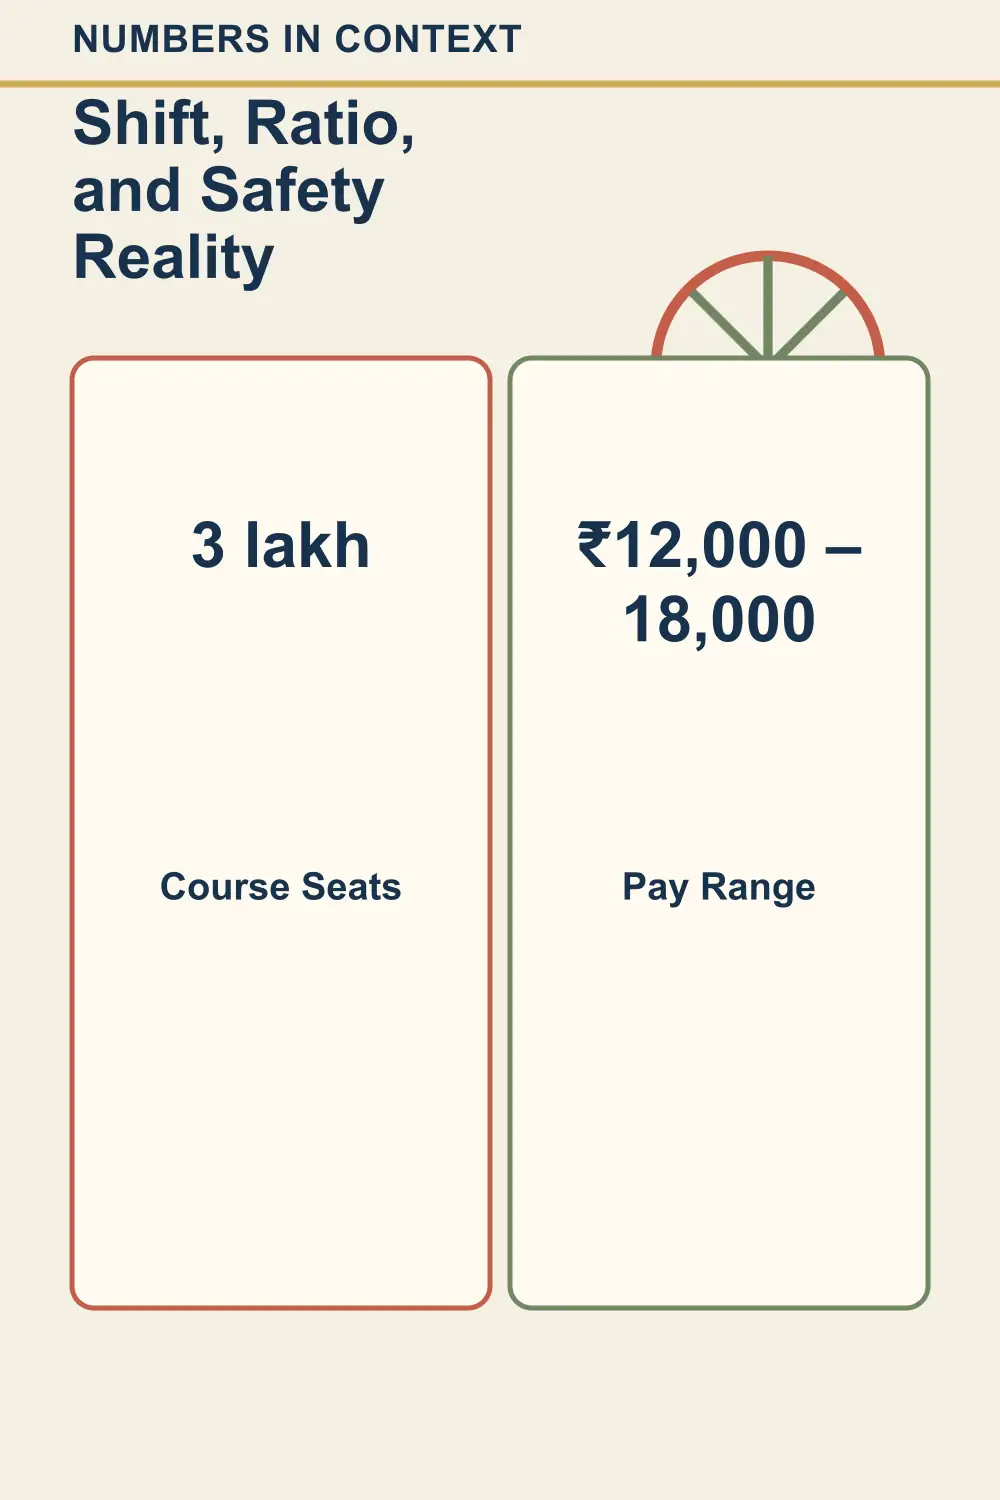 NUMBERS IN CONTEXT
Shift, Ratio,
and Safety
Reality
3 lakh
Course Seats
₹12,000 –
18,000
Pay Range